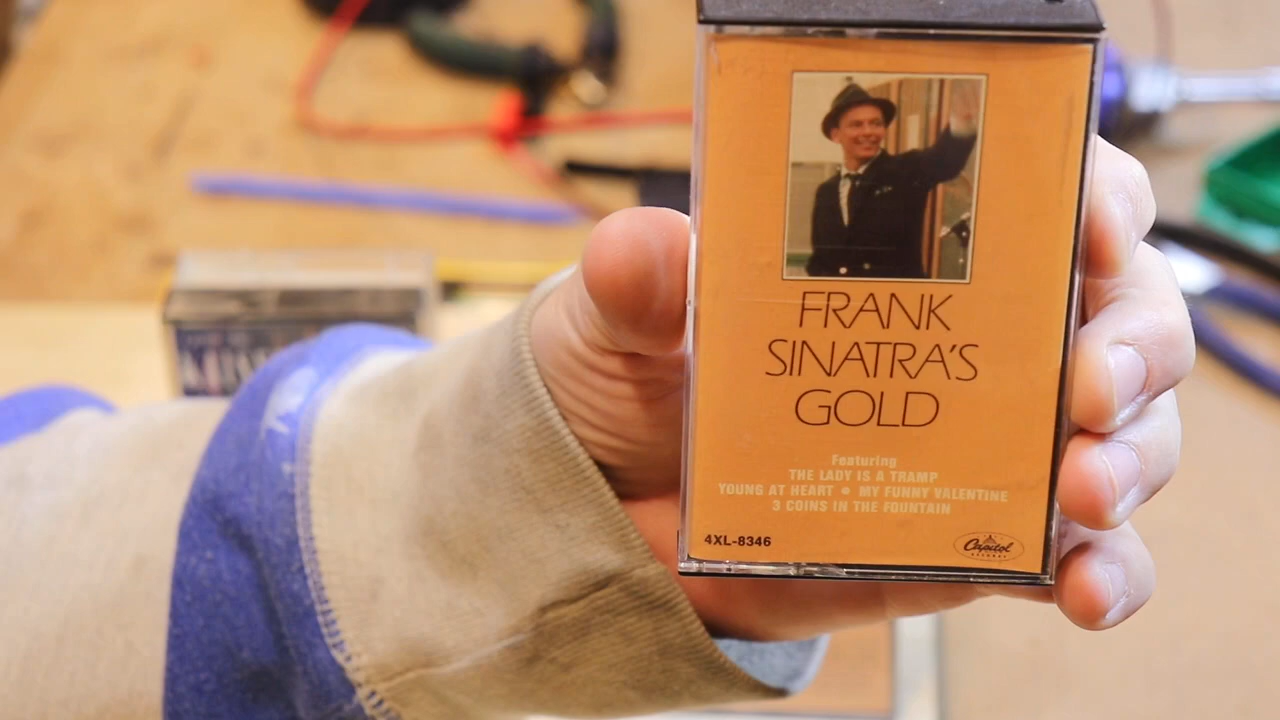 FRANK
SINATRA'S
GOLD
Featuring
THE LADY IS A TRAMP
YOUNG AT HEART • MY FUNNY VALENTINE
3 COINS IN THE FOUNTAIN
4XL-8346
Capitol
RECORDS